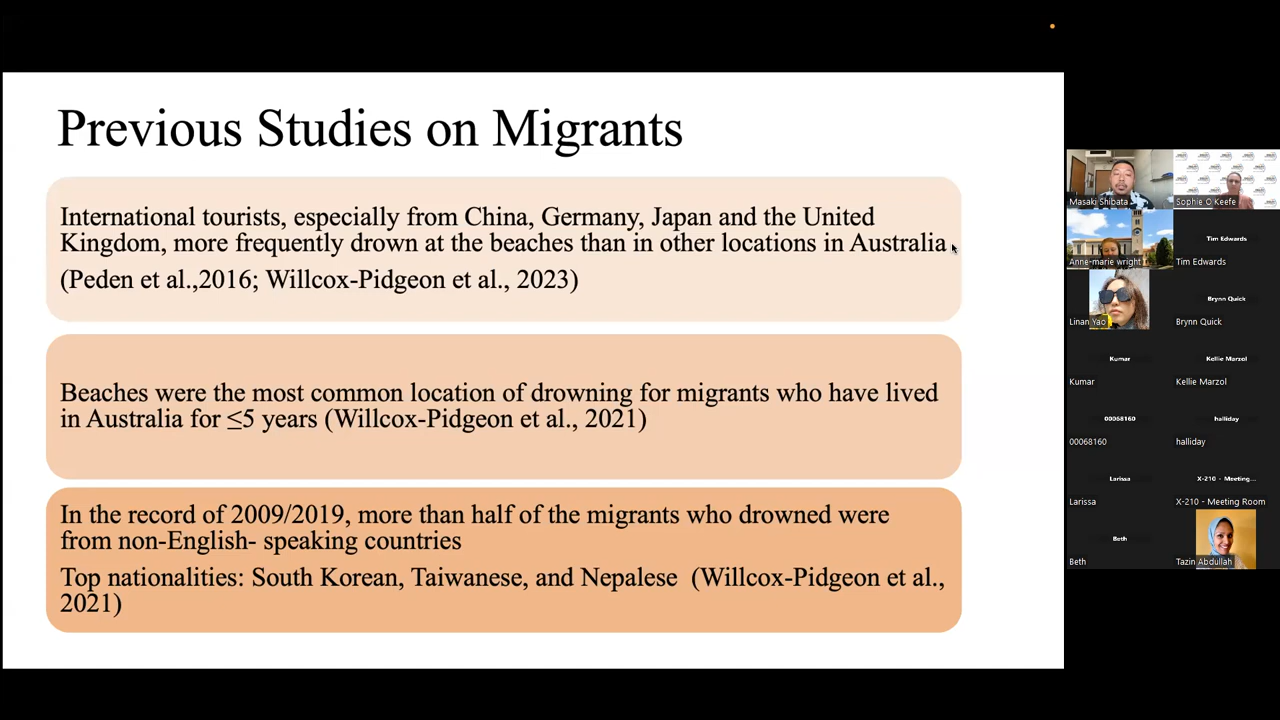 Previous Studies on Migrants
International tourists, especially from China, Germany, Japan and the United
Kingdom, more frequently drown at the beaches than in other locations in Australia
(Peden et al.,2016; Willcox-Pidgeon et al., 2023)
Beaches were the most common location of drowning for migrants who have lived
in Australia for ≤5 years (Willcox-Pidgeon et al., 2021)
In the record of 2009/2019, more than half of the migrants who drowned were
from non-English- speaking countries
Top nationalities: South Korean, Taiwanese, and Nepalese (Willcox-Pidgeon et al.,
2021)
Masaki Shibata
Sophie O Keefe
Anne-marie wright
Tim Edwards
Tim Edwards
Linan Yao
Brynn Quick
Brynn Quick
Kumar
Kumar
Kellie Marzol
Kellie Marzol
00068160
00068160
halliday
halliday
Larissa
Larissa
X-210 - Meeting...
X-210 - Meeting Room
Beth
Beth
Tazin Abdullah